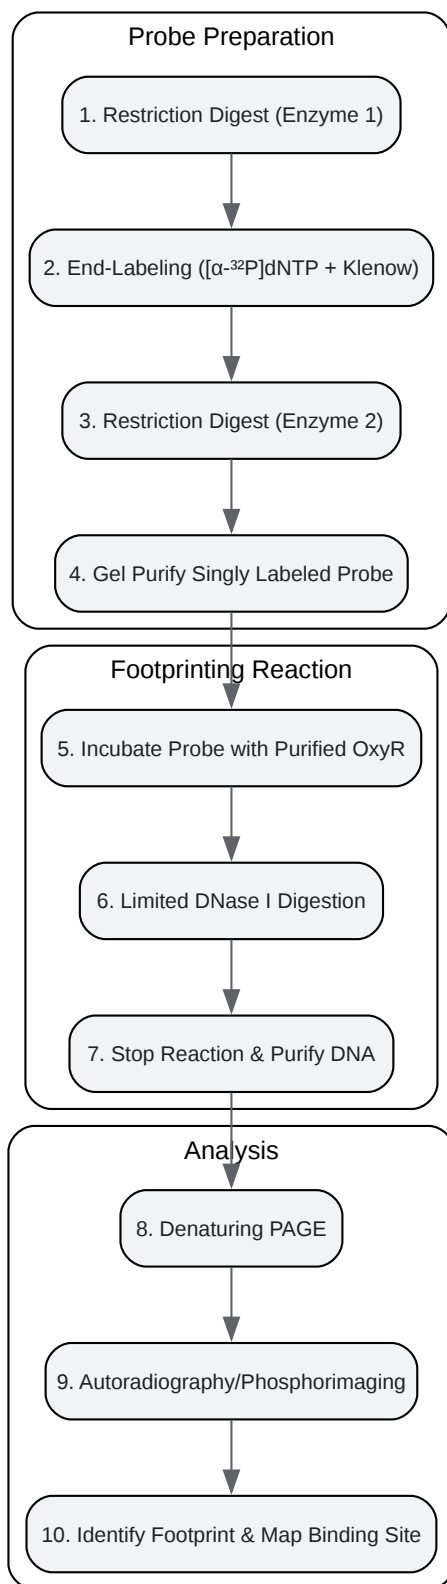 Probe Preparation
1. Restriction Digest (Enzyme 1)
2. End-Labeling ([α-³²P]dNTP + Klenow)
3. Restriction Digest (Enzyme 2)
4. Gel Purify Singly Labeled Probe
Footprinting Reaction
5. Incubate Probe with Purified OxyR
6. Limited DNase I Digestion
7. Stop Reaction & Purify DNA
Analysis
8. Denaturing PAGE
9. Autoradiography/Phosphorimaging
10. Identify Footprint & Map Binding Site